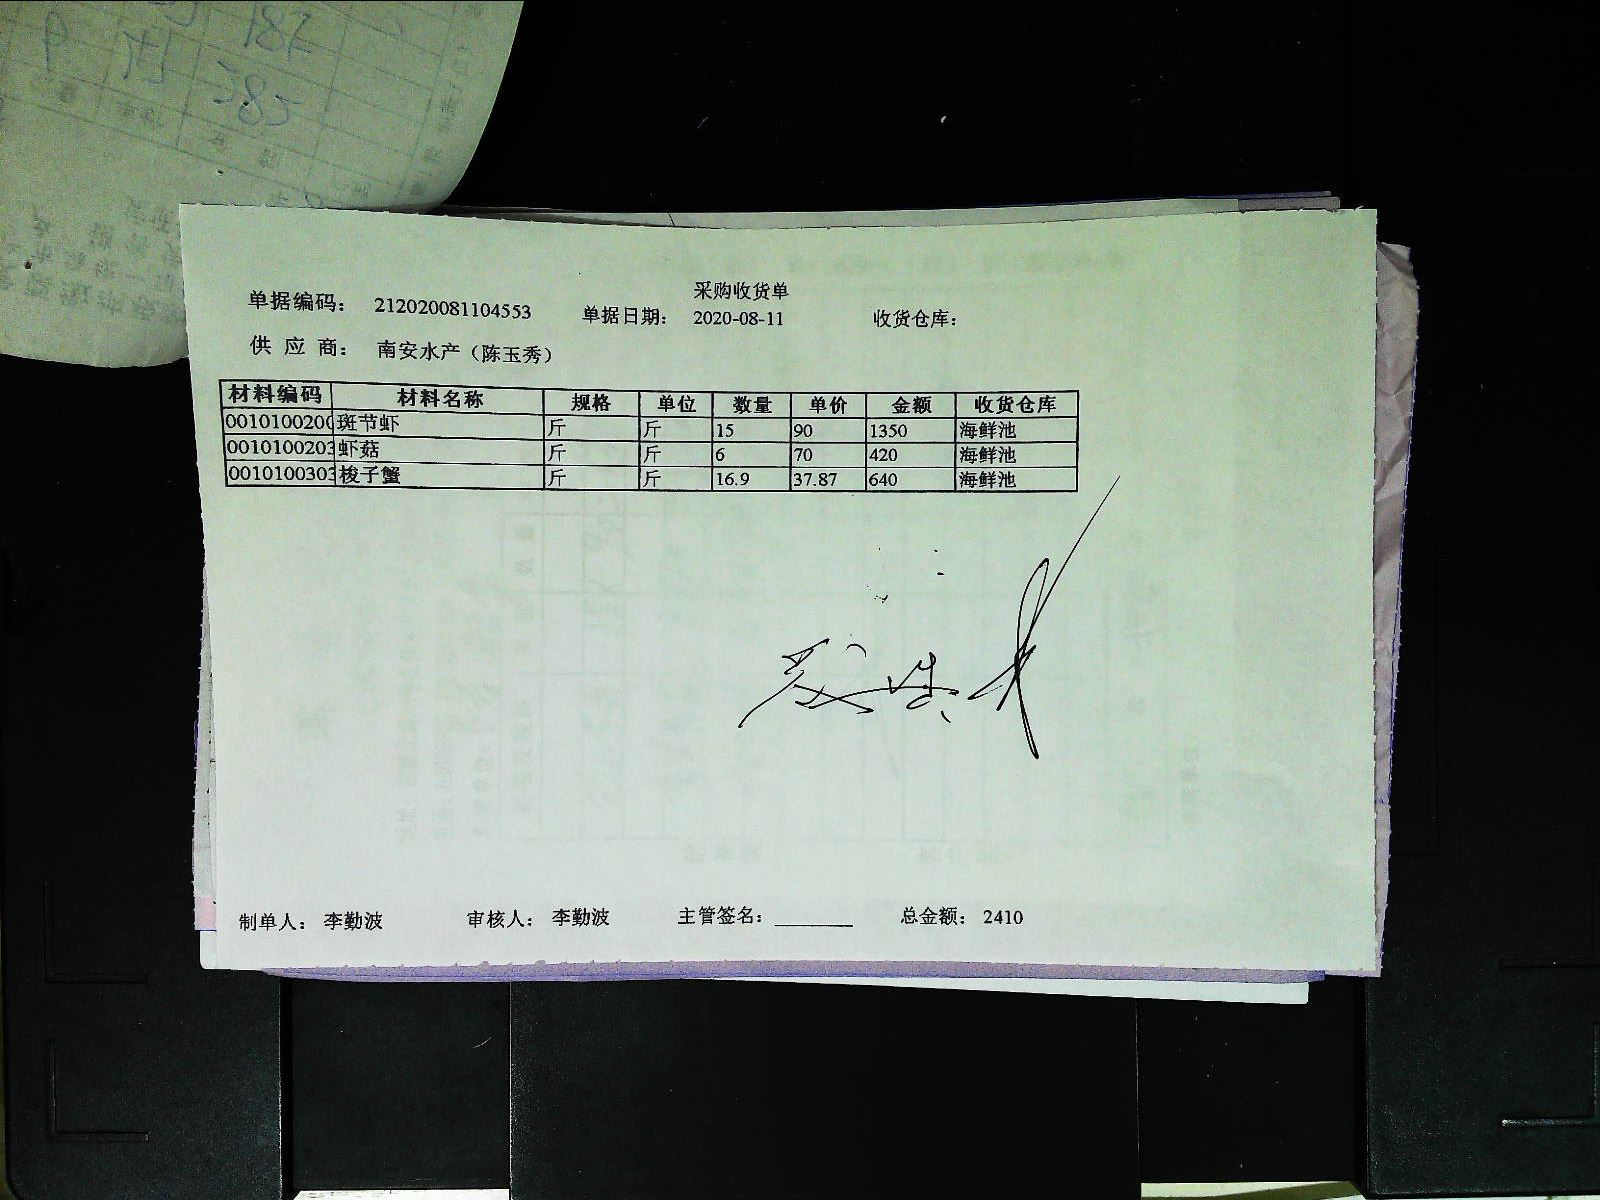 采购收货单
单据编码： 212020081104553 单据日期： 2020-08-11 收货仓库：
供 应 商： 南安水产（陈玉秀）
材料编码 材料名称 规格 单位 数量 单价 金额 收货仓库
0010100200 斑节虾 斤 斤 15 90 1350 海鲜池
0010100203 虾菇 斤 斤 6 70 420 海鲜池
0010100303 梭子蟹 斤 斤 16.9 37.87 640 海鲜池
制单人： 李勤波 审核人： 李勤波 主管签名： 总金额： 2410